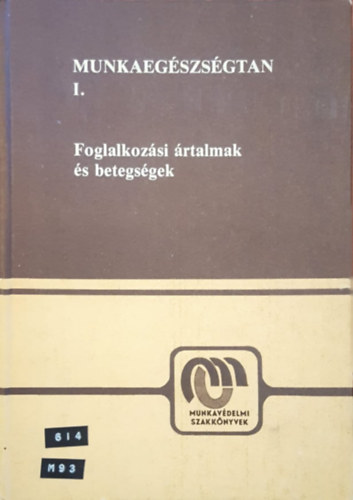 MUNKAEGÉSZSÉGTAN
I.
Foglalkozási ártalmak
és betegségek
MUNKAVÉDELMI
SZAKKÖNYVEK
614
M93